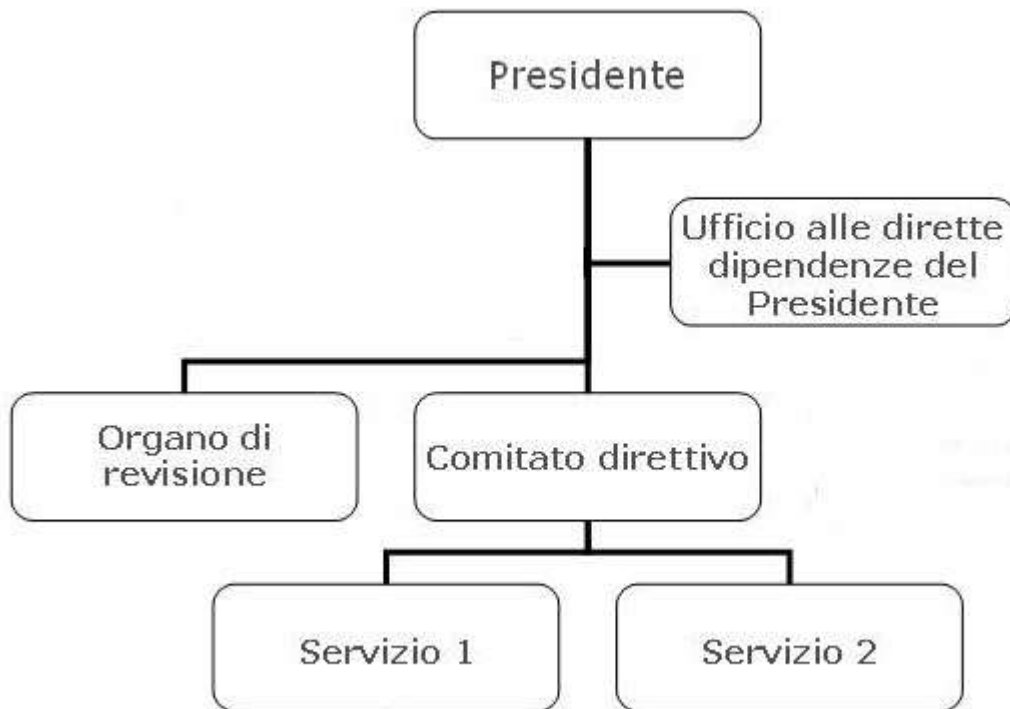 Presidente
Ufficio alle dirette
dipendenze del
Presidente
Organo di
revisione
Comitato direttivo
Servizio 1
Servizio 2